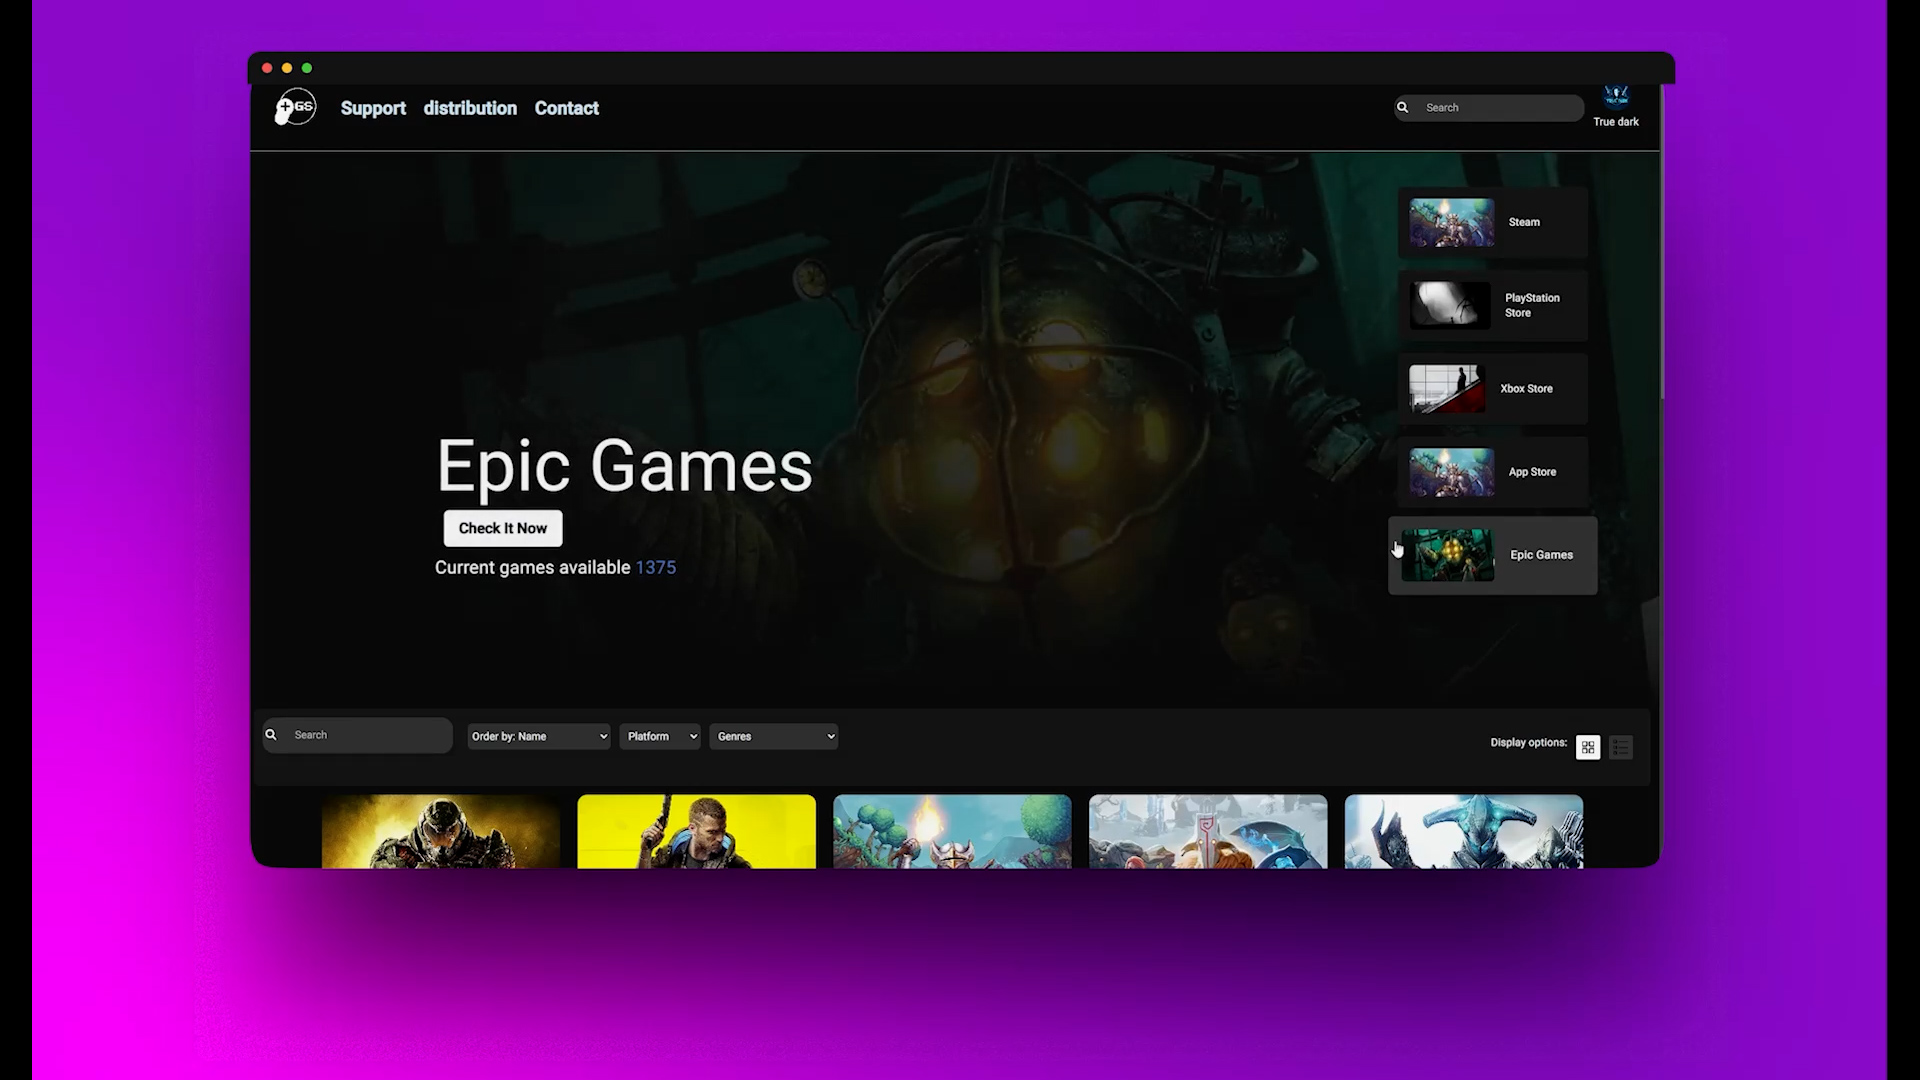 GS
Support distribution Contact
Search
True dark
Steam
PlayStation
Store
Xbox Store
App Store
Epic Games
Epic Games
Check It Now
Current games available 1375
Search
Order by: Name
Platform
Genres
Display options: